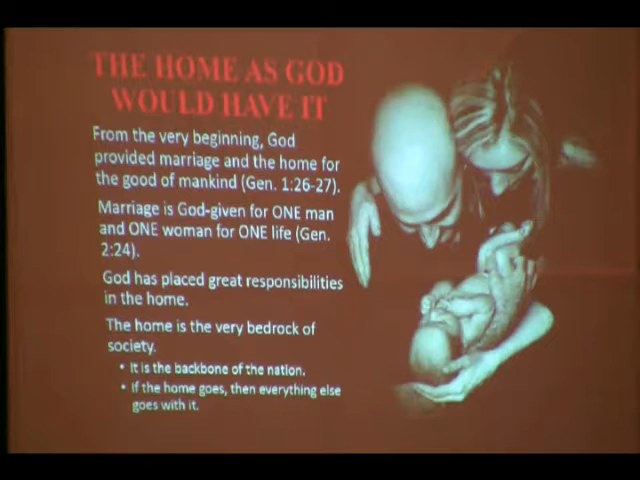 THE HOME AS GOD
WOULD HAVE IT
From the very beginning, God
provided marriage and the home for
the good of mankind (Gen. 1:26-27).
Marriage is God-given for ONE man
and ONE woman for ONE life (Gen.
2:24).
God has placed great responsibilities
in the home.
The home is the very bedrock of
society.
• It is the backbone of the nation.
• If the home goes, then everything else
goes with it.